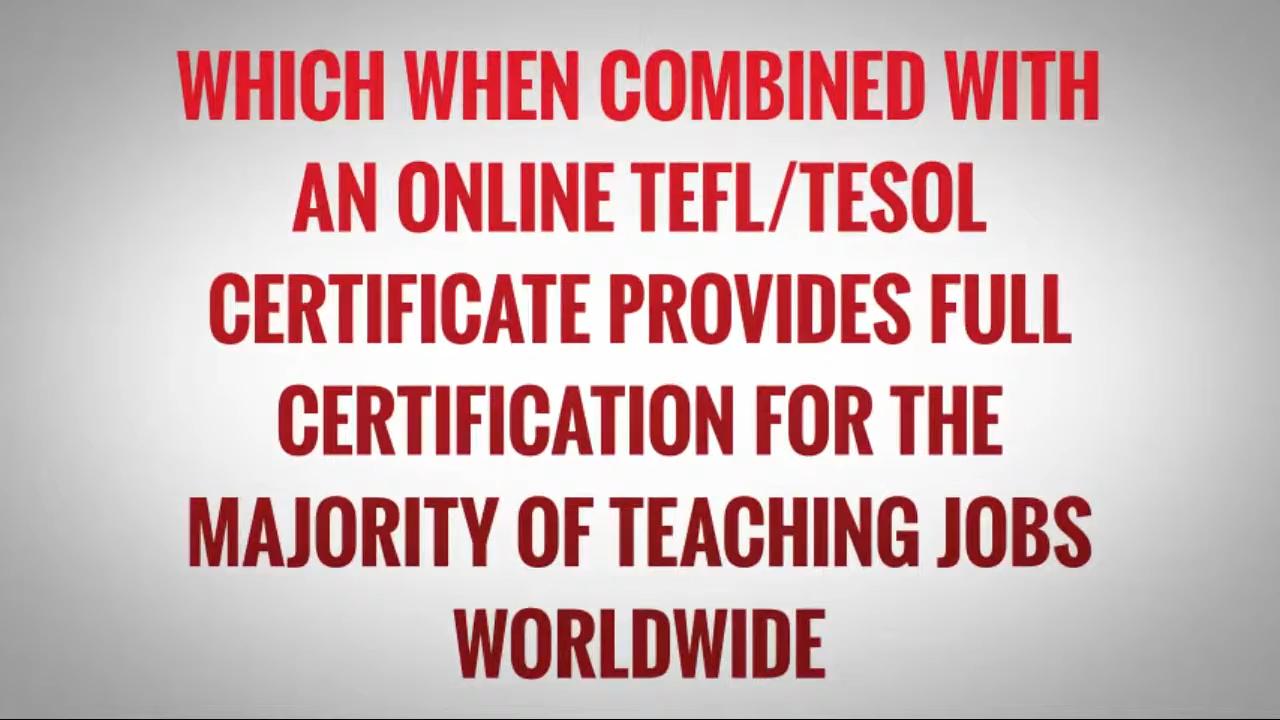 WHICH WHEN COMBINED WITH
AN ONLINE TEFL/TESOL
CERTIFICATE PROVIDES FULL
CERTIFICATION FOR THE
MAJORITY OF TEACHING JOBS
WORLDWIDE